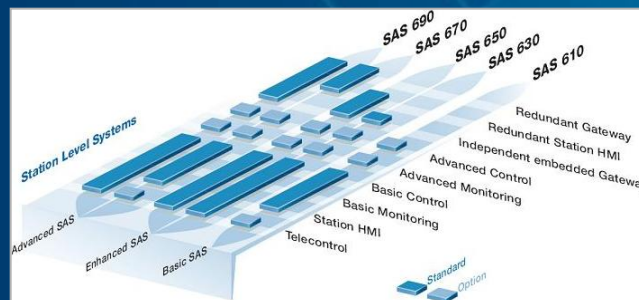 SAS 690
SAS 670
SAS 650
SAS 630
SAS 610
Station Level Systems
Redundant Gateway
Redundant Station HMI
Independent embedded Gatew
Advanced Control
Advanced Monitoring
Basic Control
Basic Monitoring
Station HMI
Telecontrol
Advanced SAS
Enhanced SAS
Basic SAS
Standard
Option